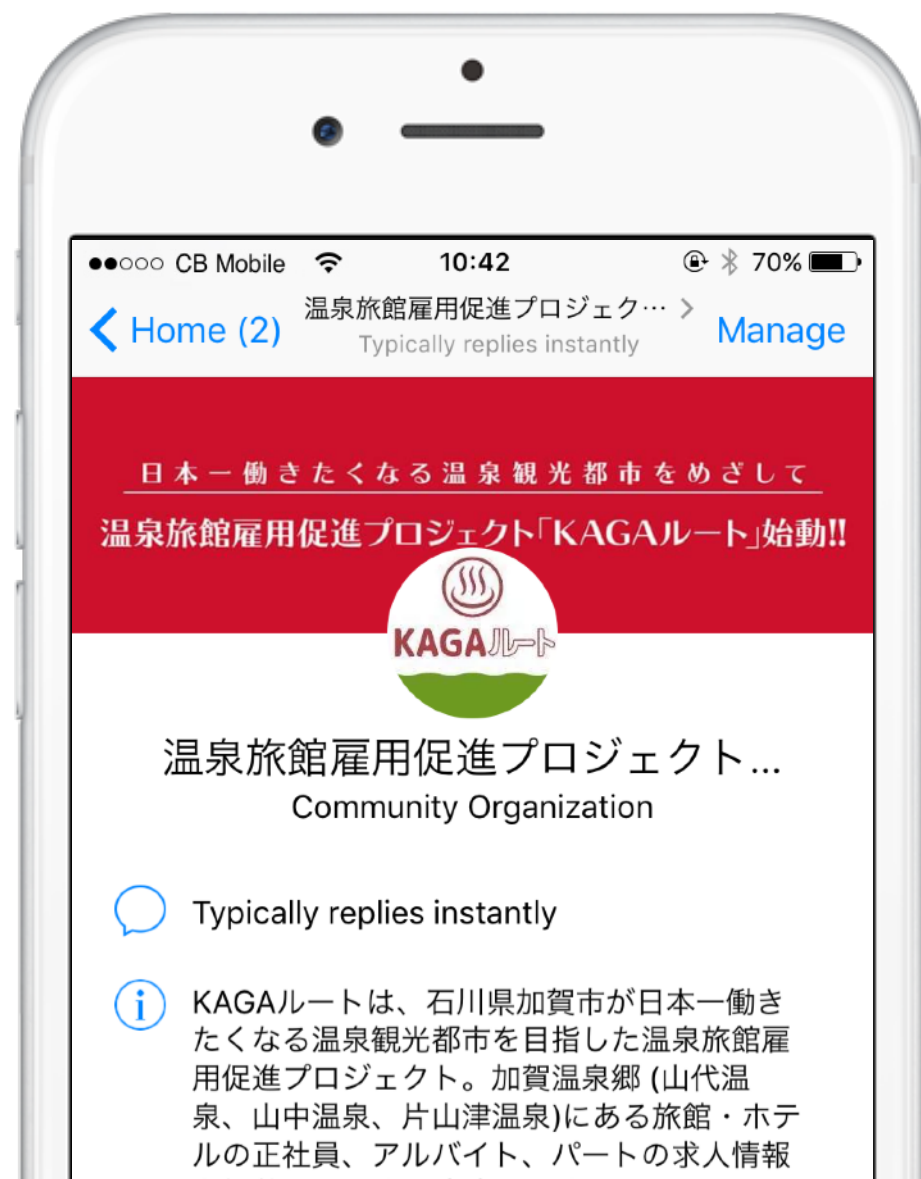 CB Mobile 10:42 70%
Home (2) 温泉旅館雇用促進プロジェク… Manage
Typically replies instantly
日本一働きたくなる温泉観光都市をめざして
温泉旅館雇用促進プロジェクト「KAGAルート」始動!!
KAGAルート
温泉旅館雇用促進プロジェクト...
Community Organization
Typically replies instantly
KAGAルートは、石川県加賀市が日本一働き
たくなる温泉観光都市を目指した温泉旅館雇
用促進プロジェクト。加賀温泉郷 (山代温
泉、山中温泉、片山津温泉)にある旅館・ホテ
ルの正社員、アルバイト、パートの求人情報